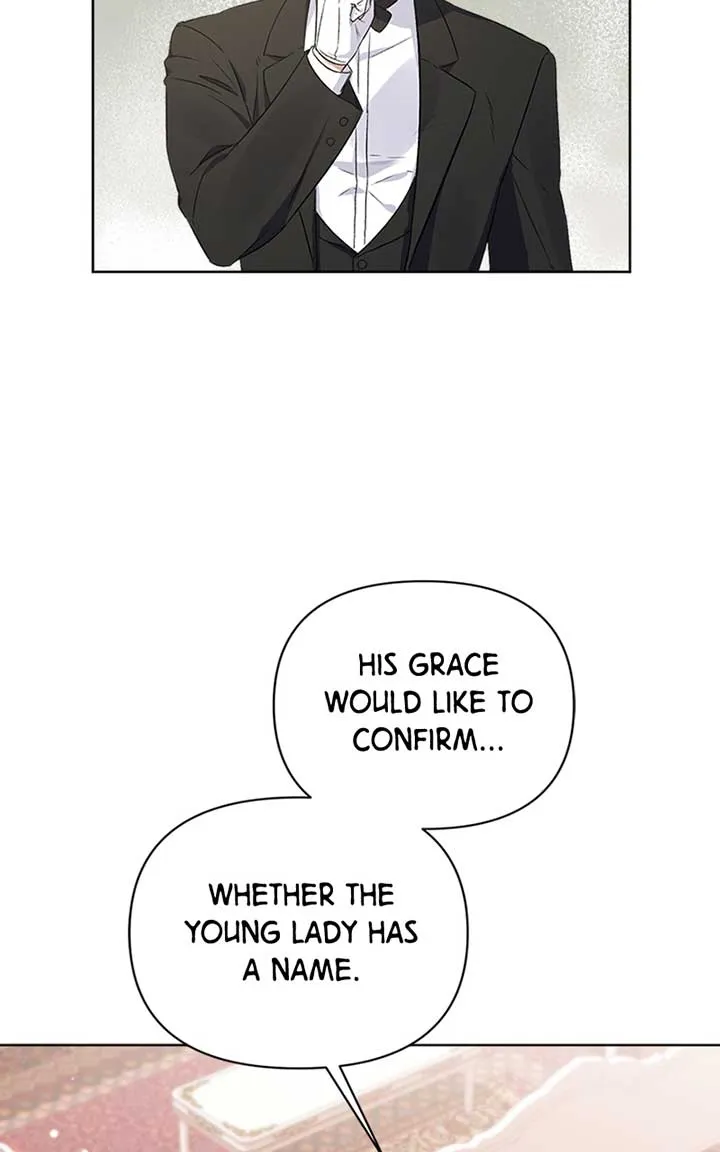 HIS GRACE
WOULD LIKE TO
CONFIRM...
WHETHER THE
YOUNG LADY HAS
A NAME.